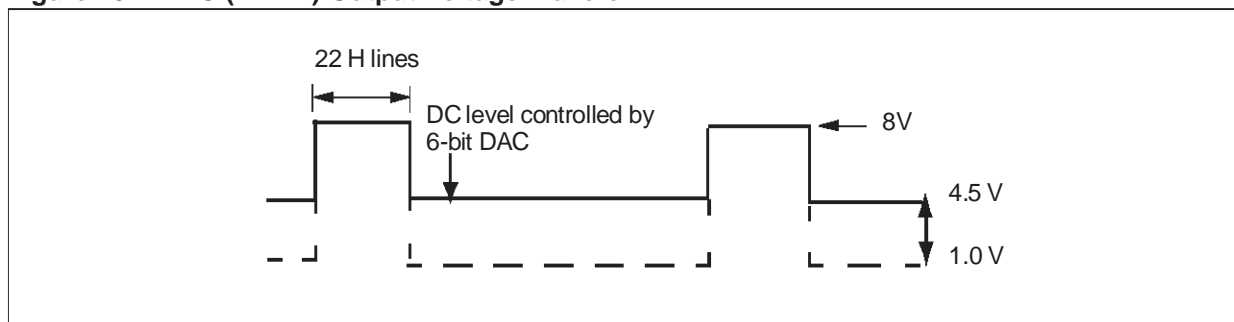 22 H lines
DC level controlled by
6-bit DAC
8V
4.5 V
1.0 V